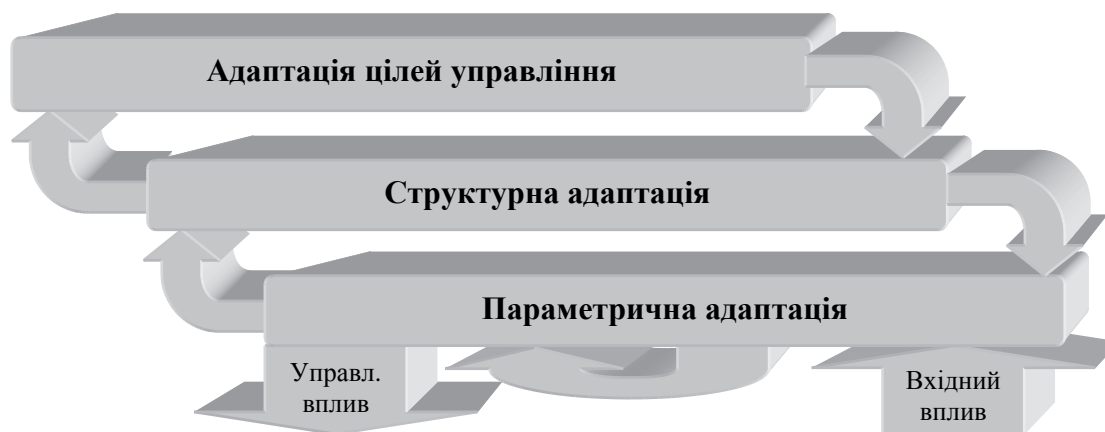 Адаптація цілей управління
Структурна адаптація
Параметрична адаптація
Управл.
вплив
Вхідний
вплив